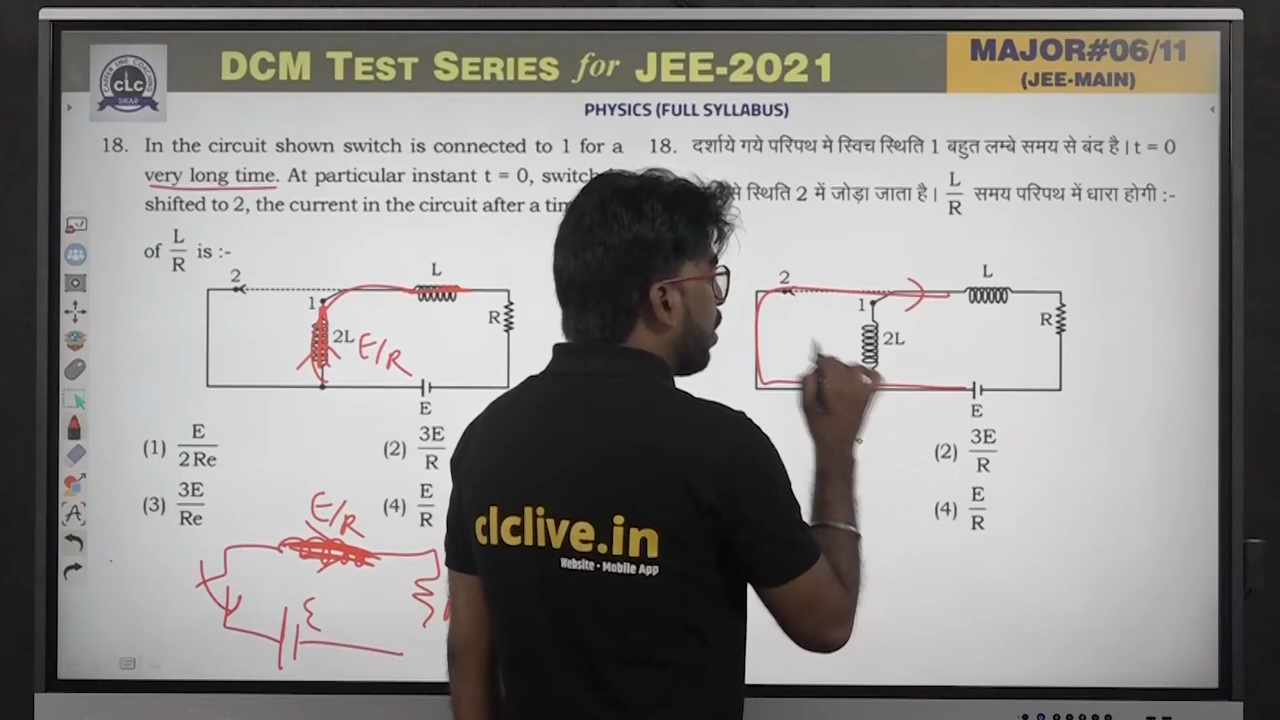 CLC
SIKAR
DCM TEST SERIES for JEE-2021
MAJOR#06/11
(JEE-MAIN)
PHYSICS (FULL SYLLABUS)
18. In the circuit shown switch is connected to 1 for a
very long time. At particular instant t = 0, switch
shifted to 2, the current in the circuit after a
of L/R is :-
2
L
1
2L
R
E
E/R
(1) E/2Re
(2) 3E/R
(3) 3E/Re
(4) E/R
E/R
ε
18. दर्शाये गये परिपथ मे स्विच स्थिति 1 बहुत लम्बे समय से बंद है। t = 0
से स्थिति 2 में जोड़ा जाता है। L/R समय परिपथ में धारा होगी :-
2
L
1
2L
R
E
(2) 3E/R
(4) E/R
clclive.in
Website - Mobile App